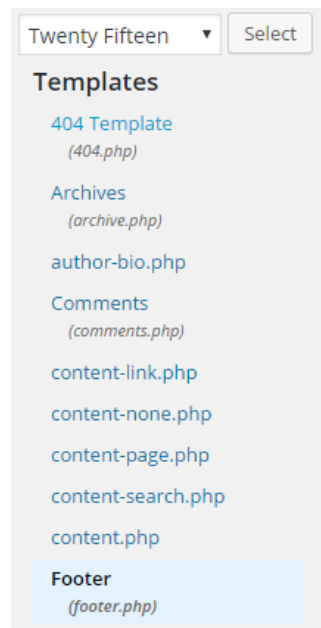 Twenty Fifteen Select
Templates
404 Template
(404.php)
Archives
(archive.php)
author-bio.php
Comments
(comments.php)
content-link.php
content-none.php
content-page.php
content-search.php
content.php
Footer
(footer.php)